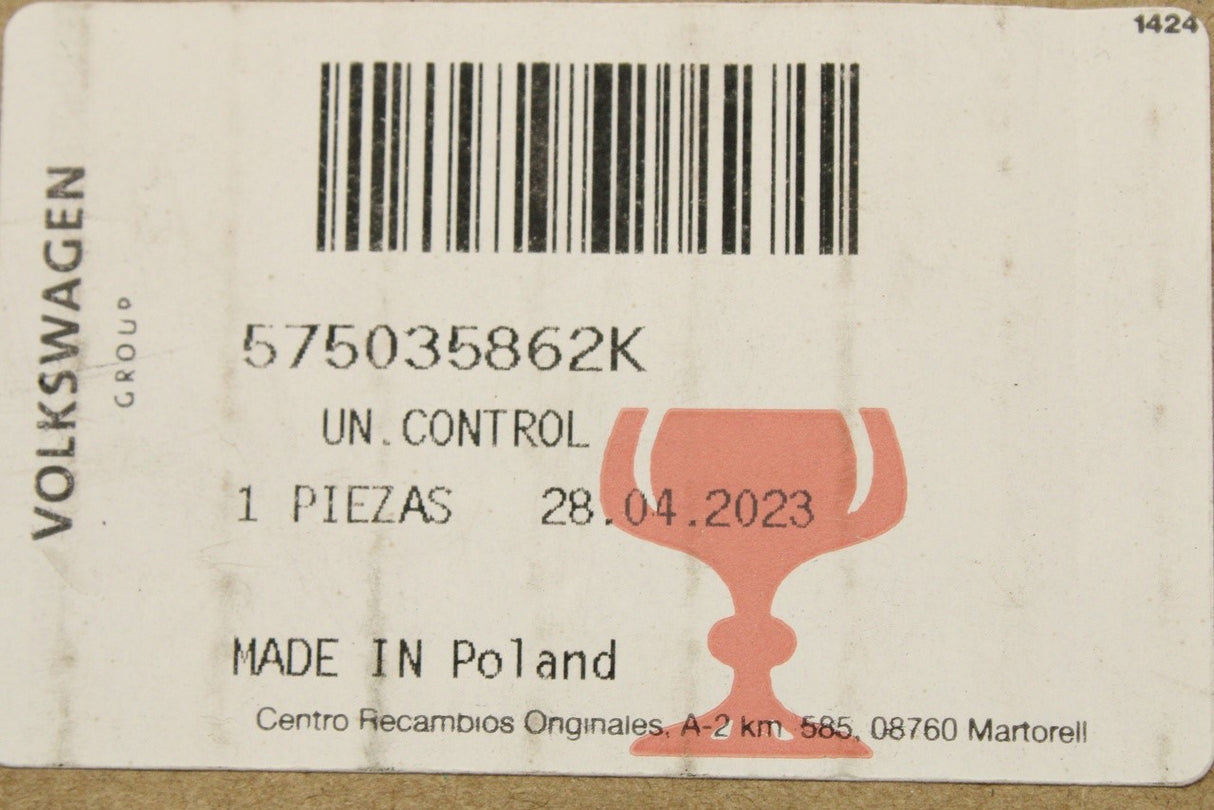 1424
VOLKSWAGEN
GROUP
575035862K
UN.CONTROL
1 PIEZAS 28.04.2023
MADE IN Poland
Centro Recambios Originales, A-2 km 585, 08760 Martorell